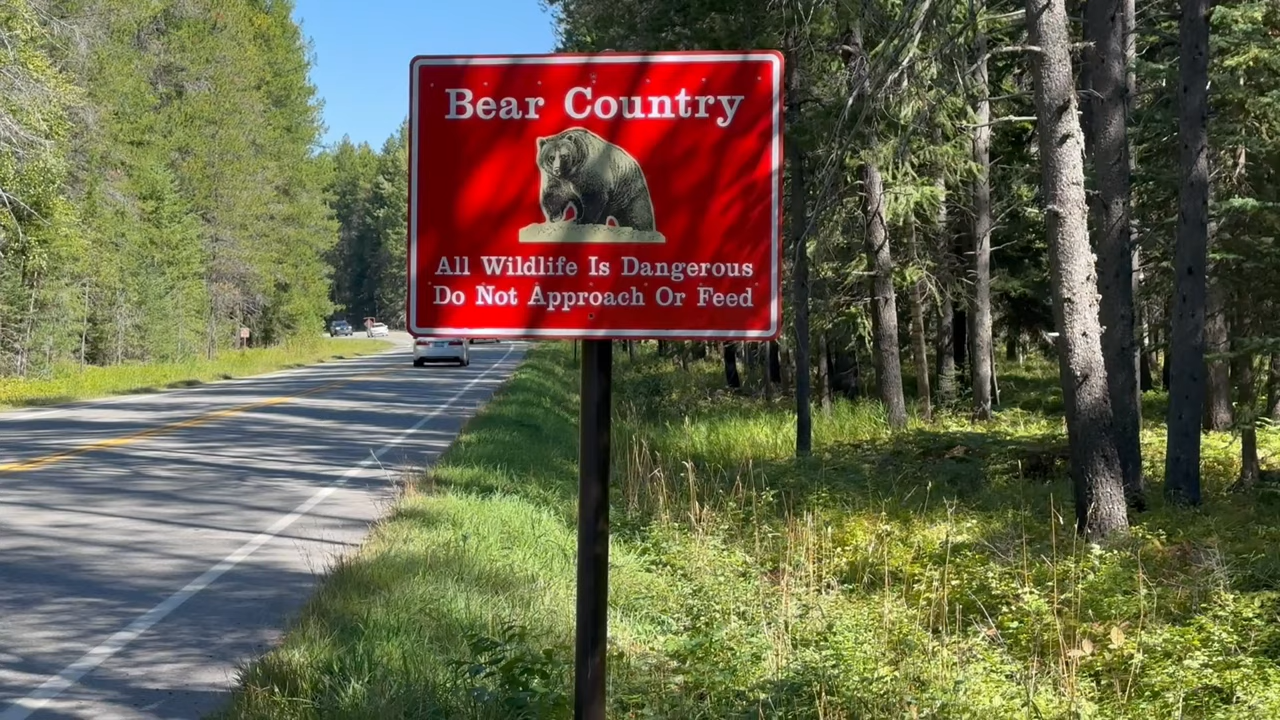 Bear Country
All Wildlife Is Dangerous
Do Not Approach Or Feed